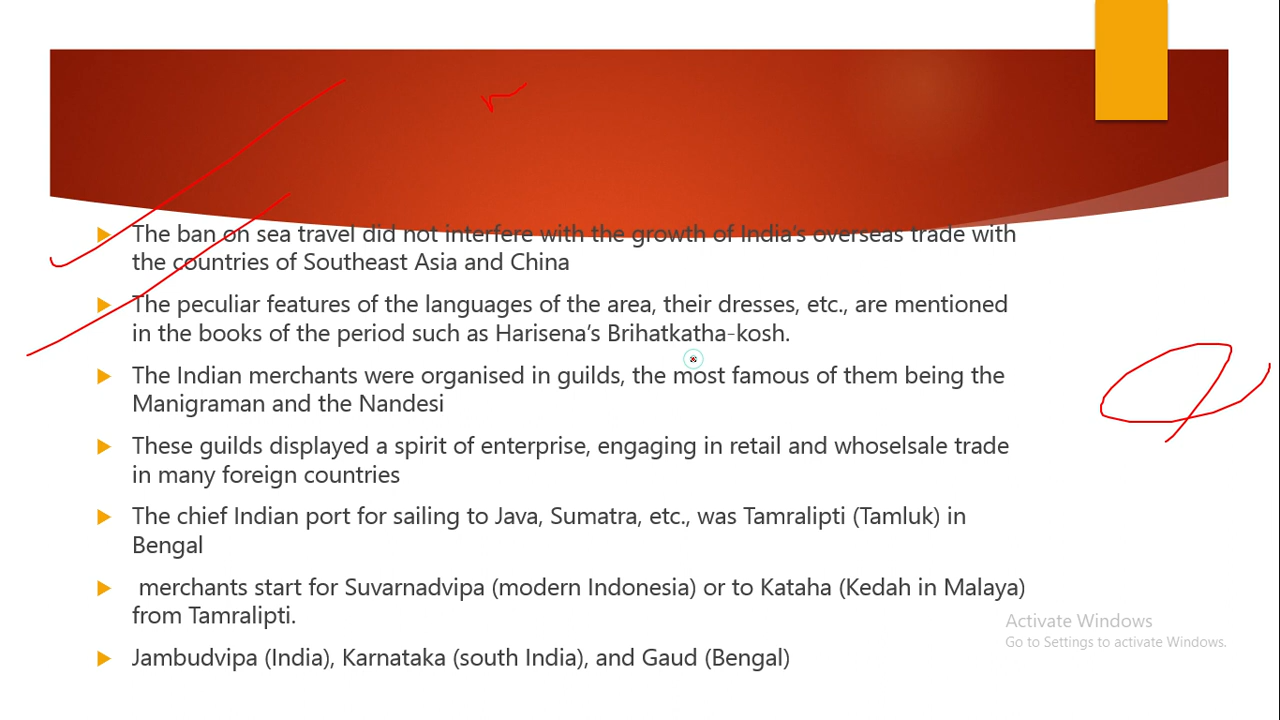 The ban on sea travel did not interfere with the growth of India's overseas trade with
the countries of Southeast Asia and China
The peculiar features of the languages of the area, their dresses, etc., are mentioned
in the books of the period such as Harisena's Brihatkatha-kosh.
The Indian merchants were organised in guilds, the most famous of them being the
Manigraman and the Nandesi
These guilds displayed a spirit of enterprise, engaging in retail and whoselsale trade
in many foreign countries
The chief Indian port for sailing to Java, Sumatra, etc., was Tamralipti (Tamluk) in
Bengal
merchants start for Suvarnadvipa (modern Indonesia) or to Kataha (Kedah in Malaya)
from Tamralipti.
Jambudvipa (India), Karnataka (south India), and Gaud (Bengal)
Activate Windows
Go to Settings to activate Windows.